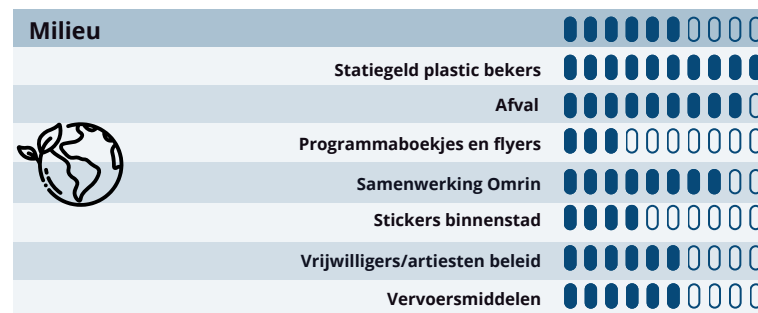 Milieu
Statiegeld plastic bekers
Afval
Programmaboekjes en flyers
Samenwerking Omrin
Stickers binnenstad
Vrijwilligers/artiesten beleid
Vervoersmiddelen